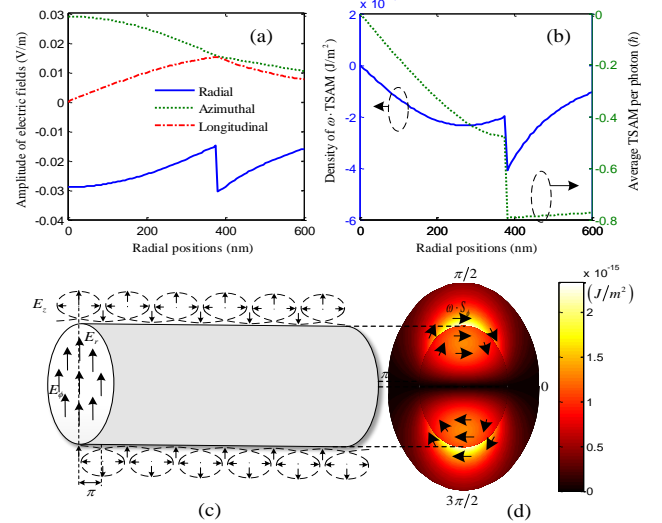 0.03
0.02
0.01
0
-0.01
-0.02
-0.03
-0.04
0 200 400 600
Amplitude of electric fields (V/m)
Radial positions (nm)
(a)
Radial
Azimuthal
Longitudinal
2
0
-2
-4
-6
0 200 400 600
Density of ω· TSAM (J/m²)
Radial positions (nm)
(b)
0
-0.2
-0.4
-0.6
-0.8
Average TSAM per photon (ħ)
E_z
E_r
π
(c)
π/2
π
0
3π/2
(d)
x 10^-15
(J/m²)
2
1.5
1
0.5
0